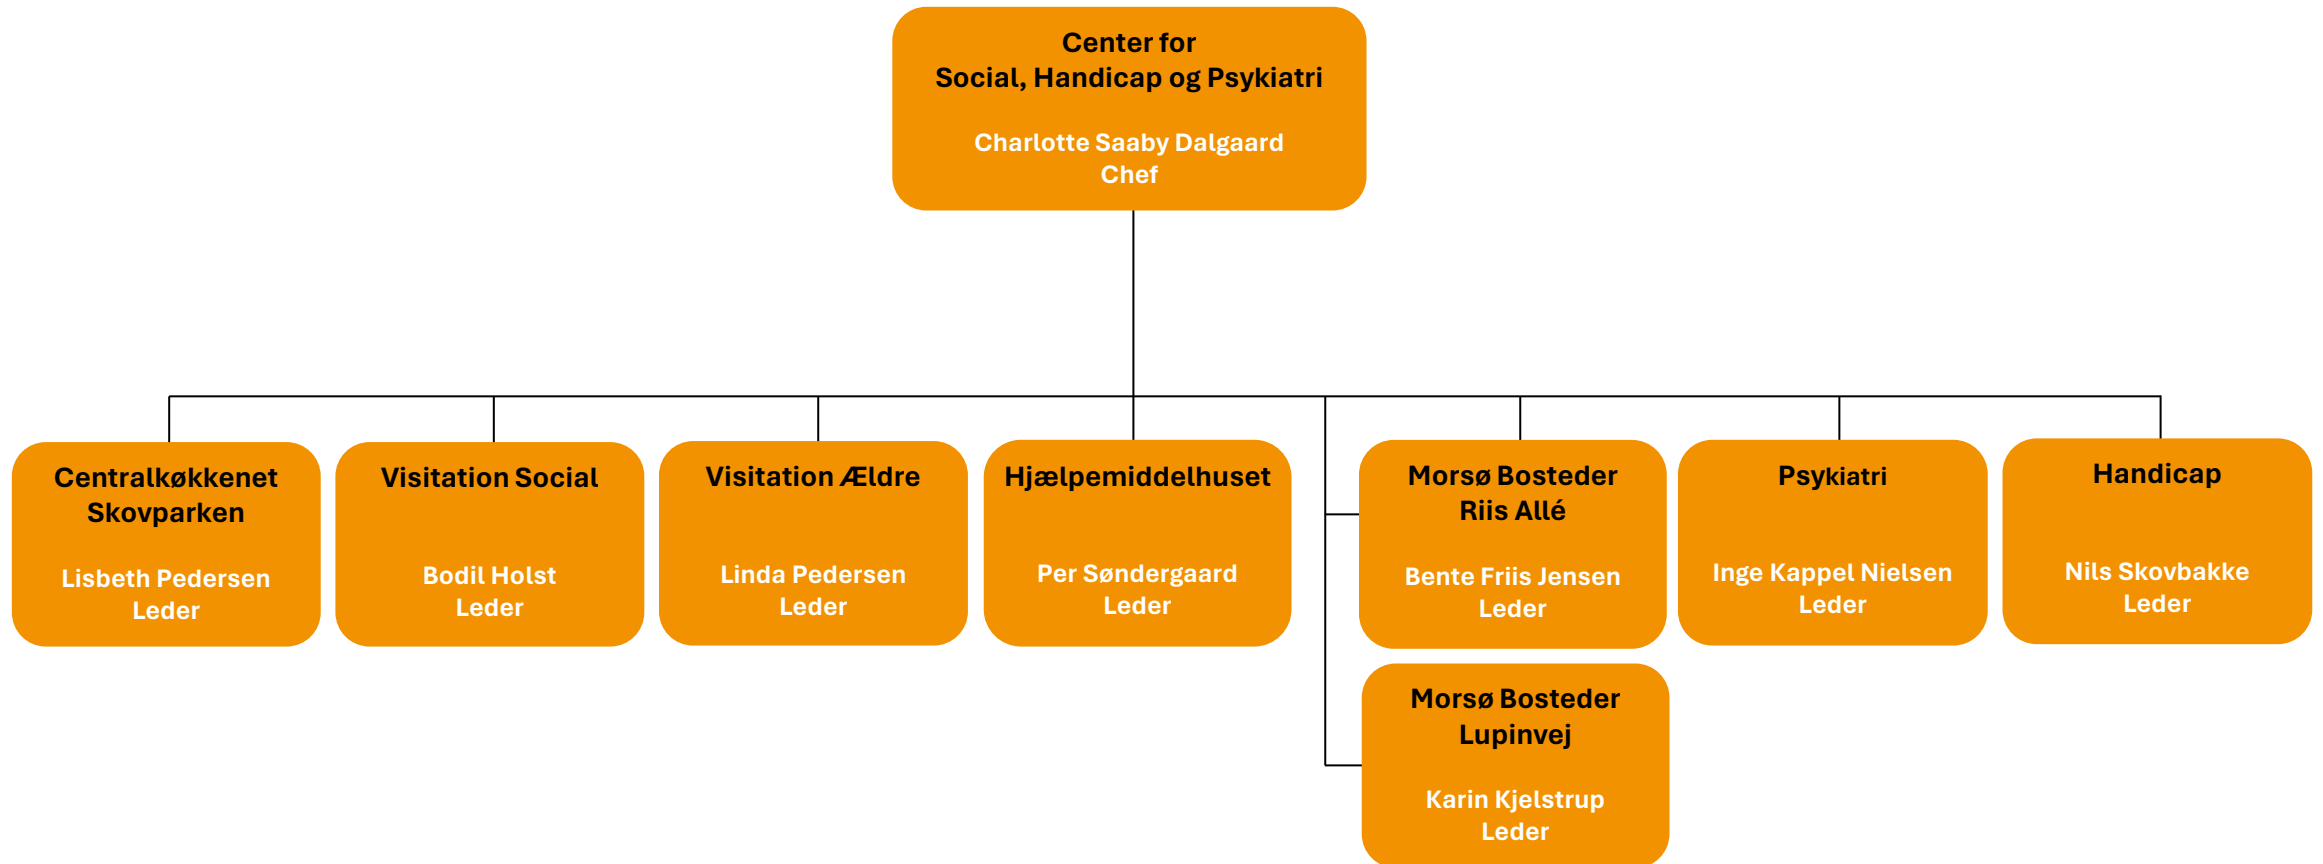 Center for
Social, Handicap og Psykiatri
Charlotte Saaby Dalgaard
Chef
Centralkøkkenet
Skovparken
Lisbeth Pedersen
Leder
Visitation Social
Bodil Holst
Leder
Visitation Ældre
Linda Pedersen
Leder
Hjælpemiddelhuset
Per Søndergaard
Leder
Morsø Bosteder
Riis Allé
Bente Friis Jensen
Leder
Psykiatri
Inge Kappel Nielsen
Leder
Handicap
Nils Skovbakke
Leder
Morsø Bosteder
Lupinvej
Karin Kjelstrup
Leder